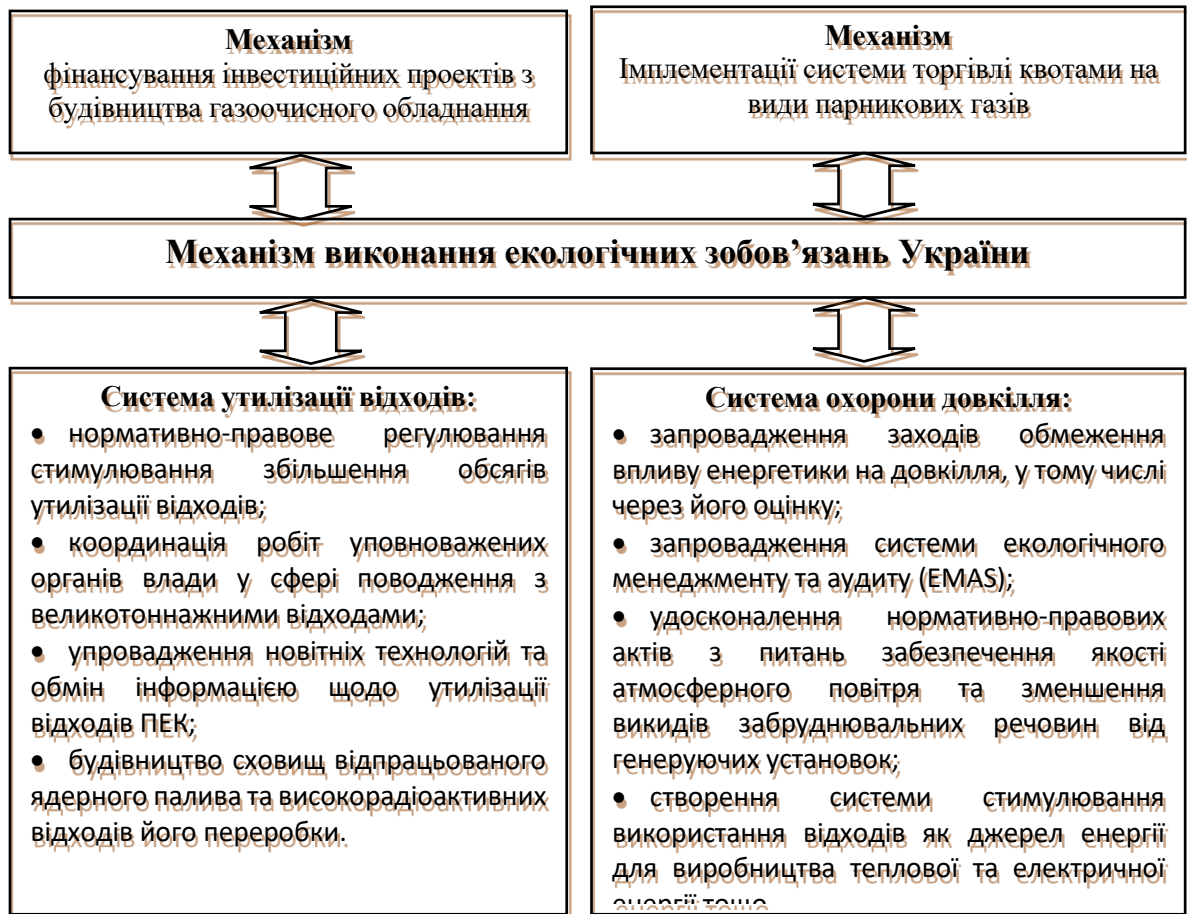 Механізм
фінансування інвестиційних проектів з
будівництва газоочисного обладнання
Механізм
Імплементації системи торгівлі квотами на
види парникових газів
Механізм виконання екологічних зобов’язань України
Система утилізації відходів:
• нормативно-правове регулювання
стимулювання збільшення обсягів
утилізації відходів;
• координація робіт уповноважених
органів влади у сфері поводження з
великотоннажними відходами;
• упровадження новітніх технологій та
обмін інформацією щодо утилізації
відходів ПЕК;
• будівництво сховищ відпрацьованого
ядерного палива та високорадіоактивних
відходів його переробки.
Система охорони довкілля:
• запровадження заходів обмеження
впливу енергетики на довкілля, у тому числі
через його оцінку;
• запровадження системи екологічного
менеджменту та аудиту (EMAS);
• удосконалення нормативно-правових
актів з питань забезпечення якості
атмосферного повітря та зменшення
викидів забруднювальних речовин від
генеруючих установок;
• створення системи стимулювання
використання відходів як джерел енергії
для виробництва теплової та електричної
енергії тощо